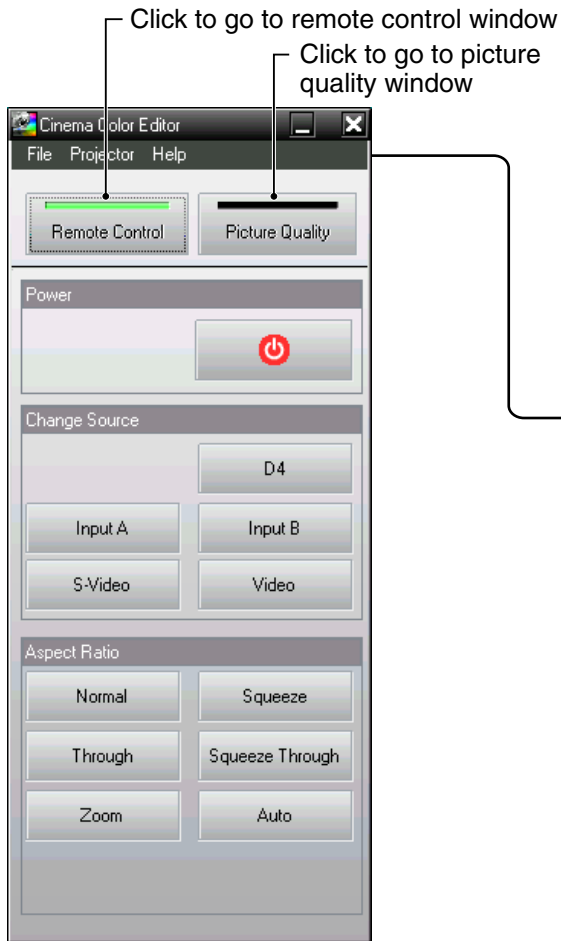 Click to go to remote control window
Click to go to picture
quality window
Cinema Color Editor
File Projector Help
Remote Control Picture Quality
Power
Change Source
D4
Input A Input B
S-Video Video
Aspect Ratio
Normal Squeeze
Through Squeeze Through
Zoom Auto